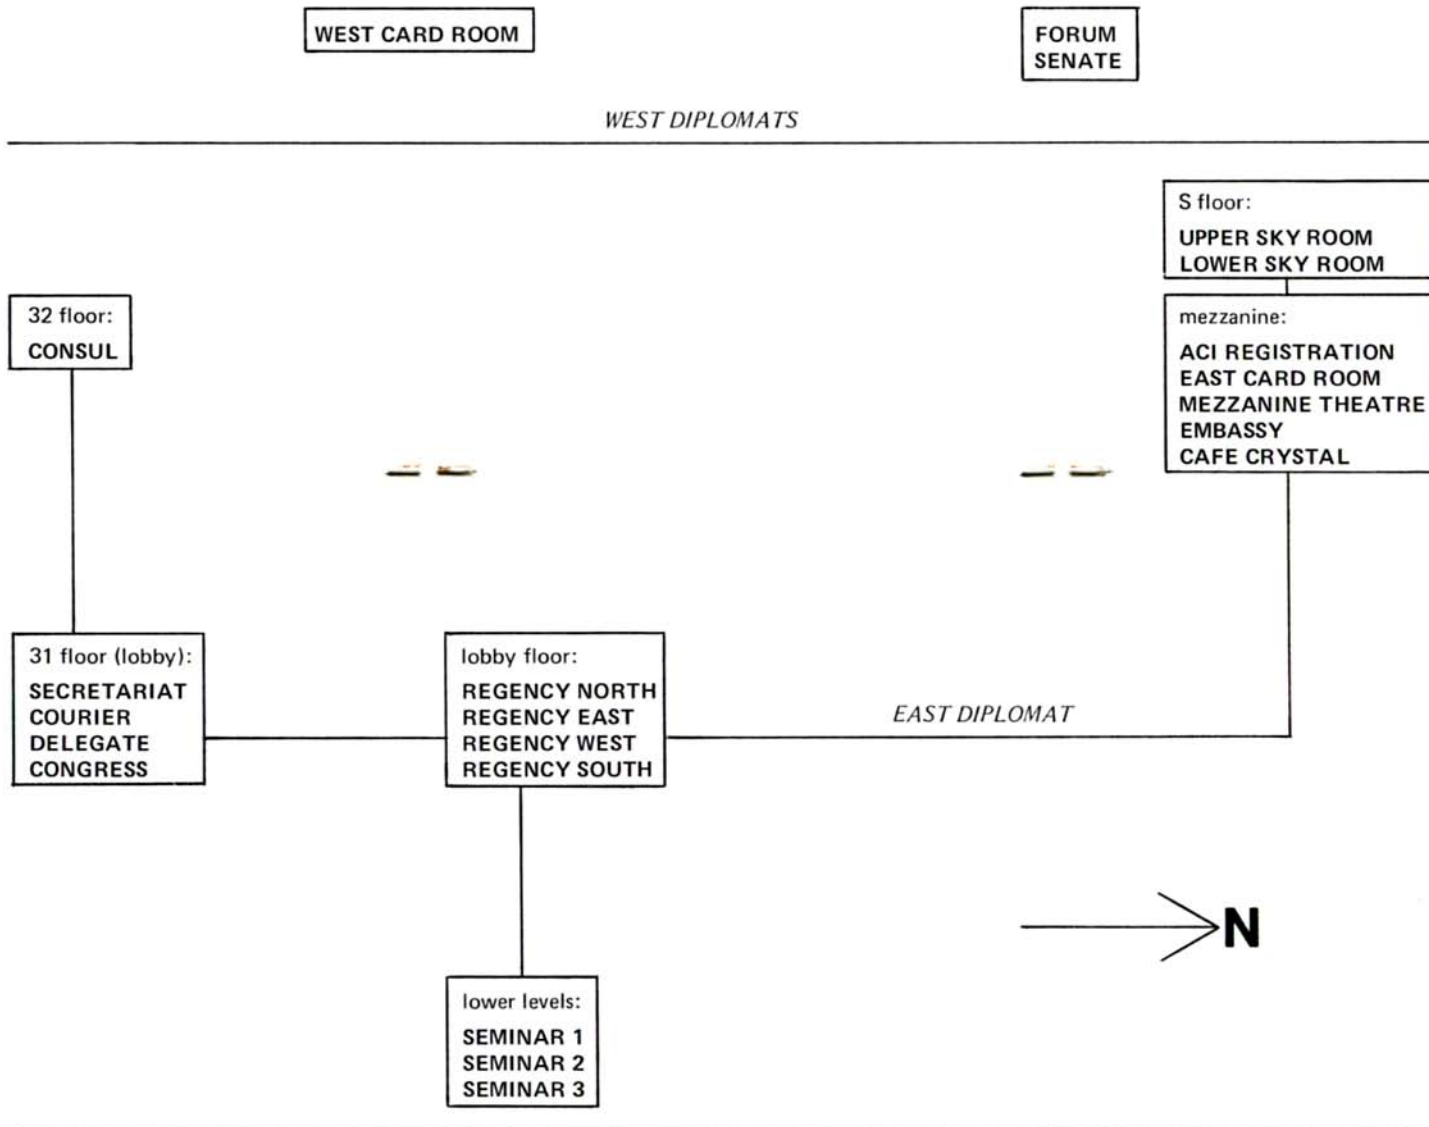 WEST CARD ROOM
FORUM
SENATE
WEST DIPLOMATS
S floor:
UPPER SKY ROOM
LOWER SKY ROOM
32 floor:
CONSUL
mezzanine:
ACI REGISTRATION
EAST CARD ROOM
MEZZANINE THEATRE
EMBASSY
CAFE CRYSTAL
31 floor (lobby):
SECRETARIAT
COURIER
DELEGATE
CONGRESS
lobby floor:
REGENCY NORTH
REGENCY EAST
REGENCY WEST
REGENCY SOUTH
EAST DIPLOMAT
N
lower levels:
SEMINAR 1
SEMINAR 2
SEMINAR 3